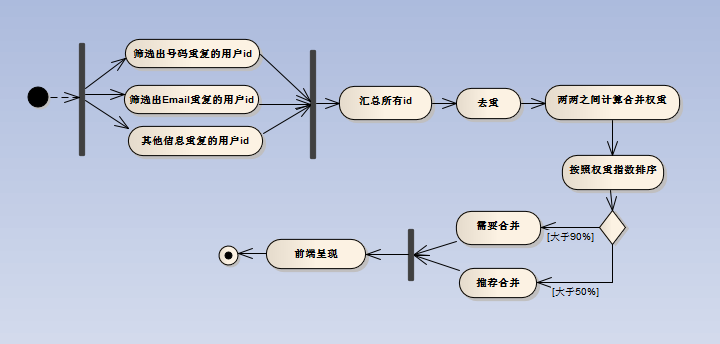 筛选出号码重复的用户id
筛选出Email重复的用户id
其他信息重复的用户id
汇总所有id
去重
两两之间计算合并权重
按照权重指数排序
需要合并
[大于90%]
前端呈现
推荐合并
[大于50%]